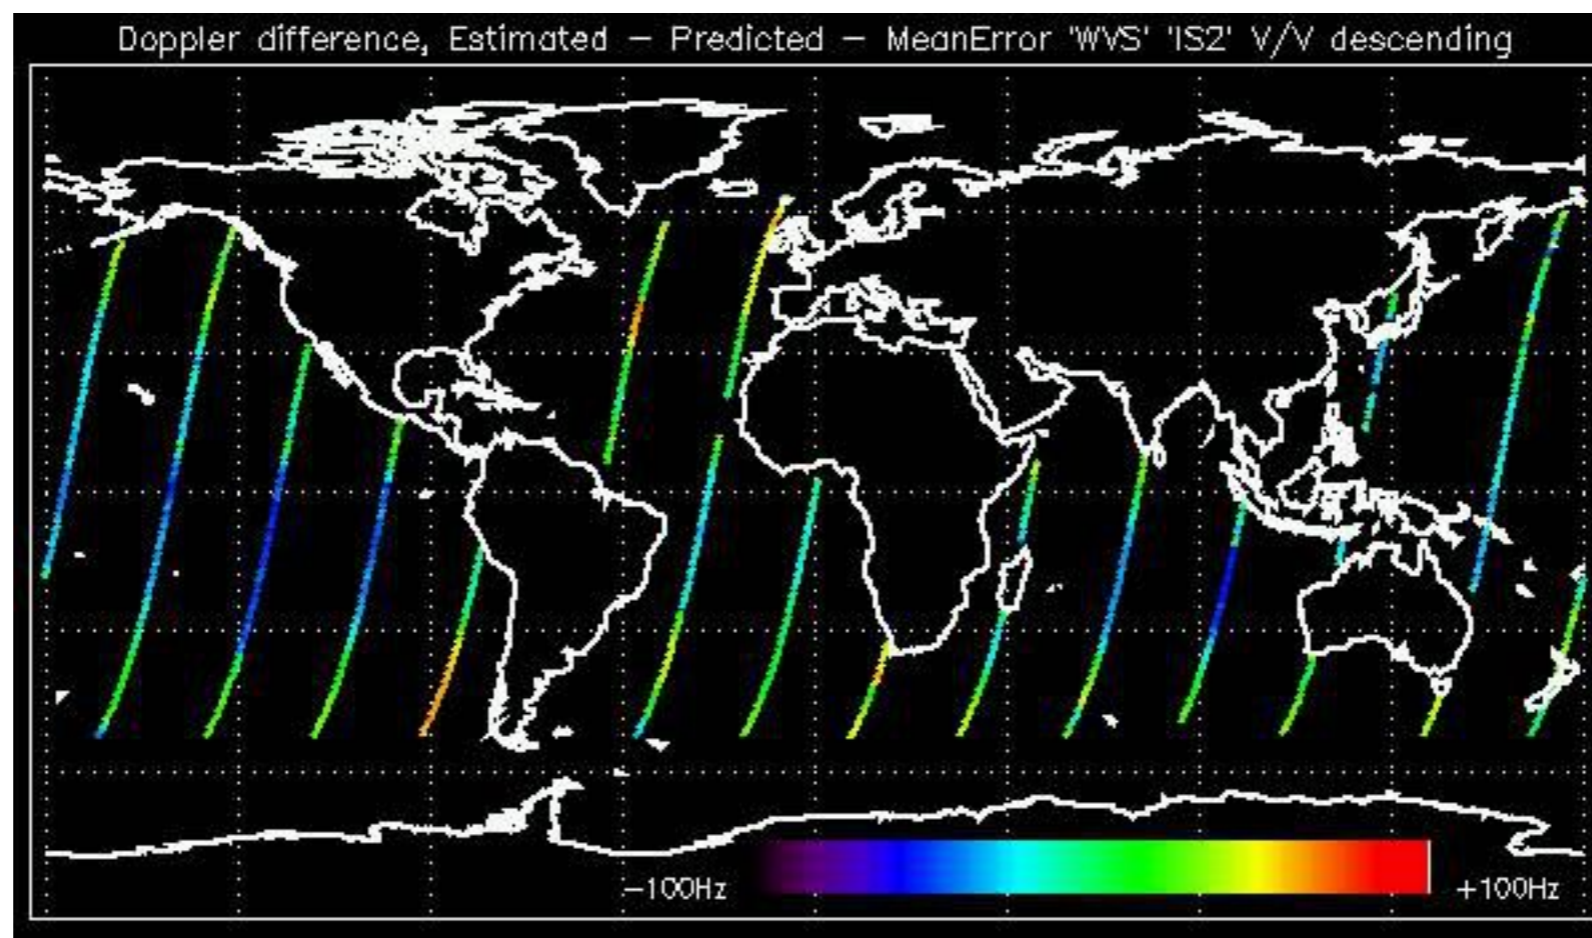 Doppler difference, Estimated - Predicted - MeanError 'WVS' 'IS2' V/V descending
-100Hz
+100Hz